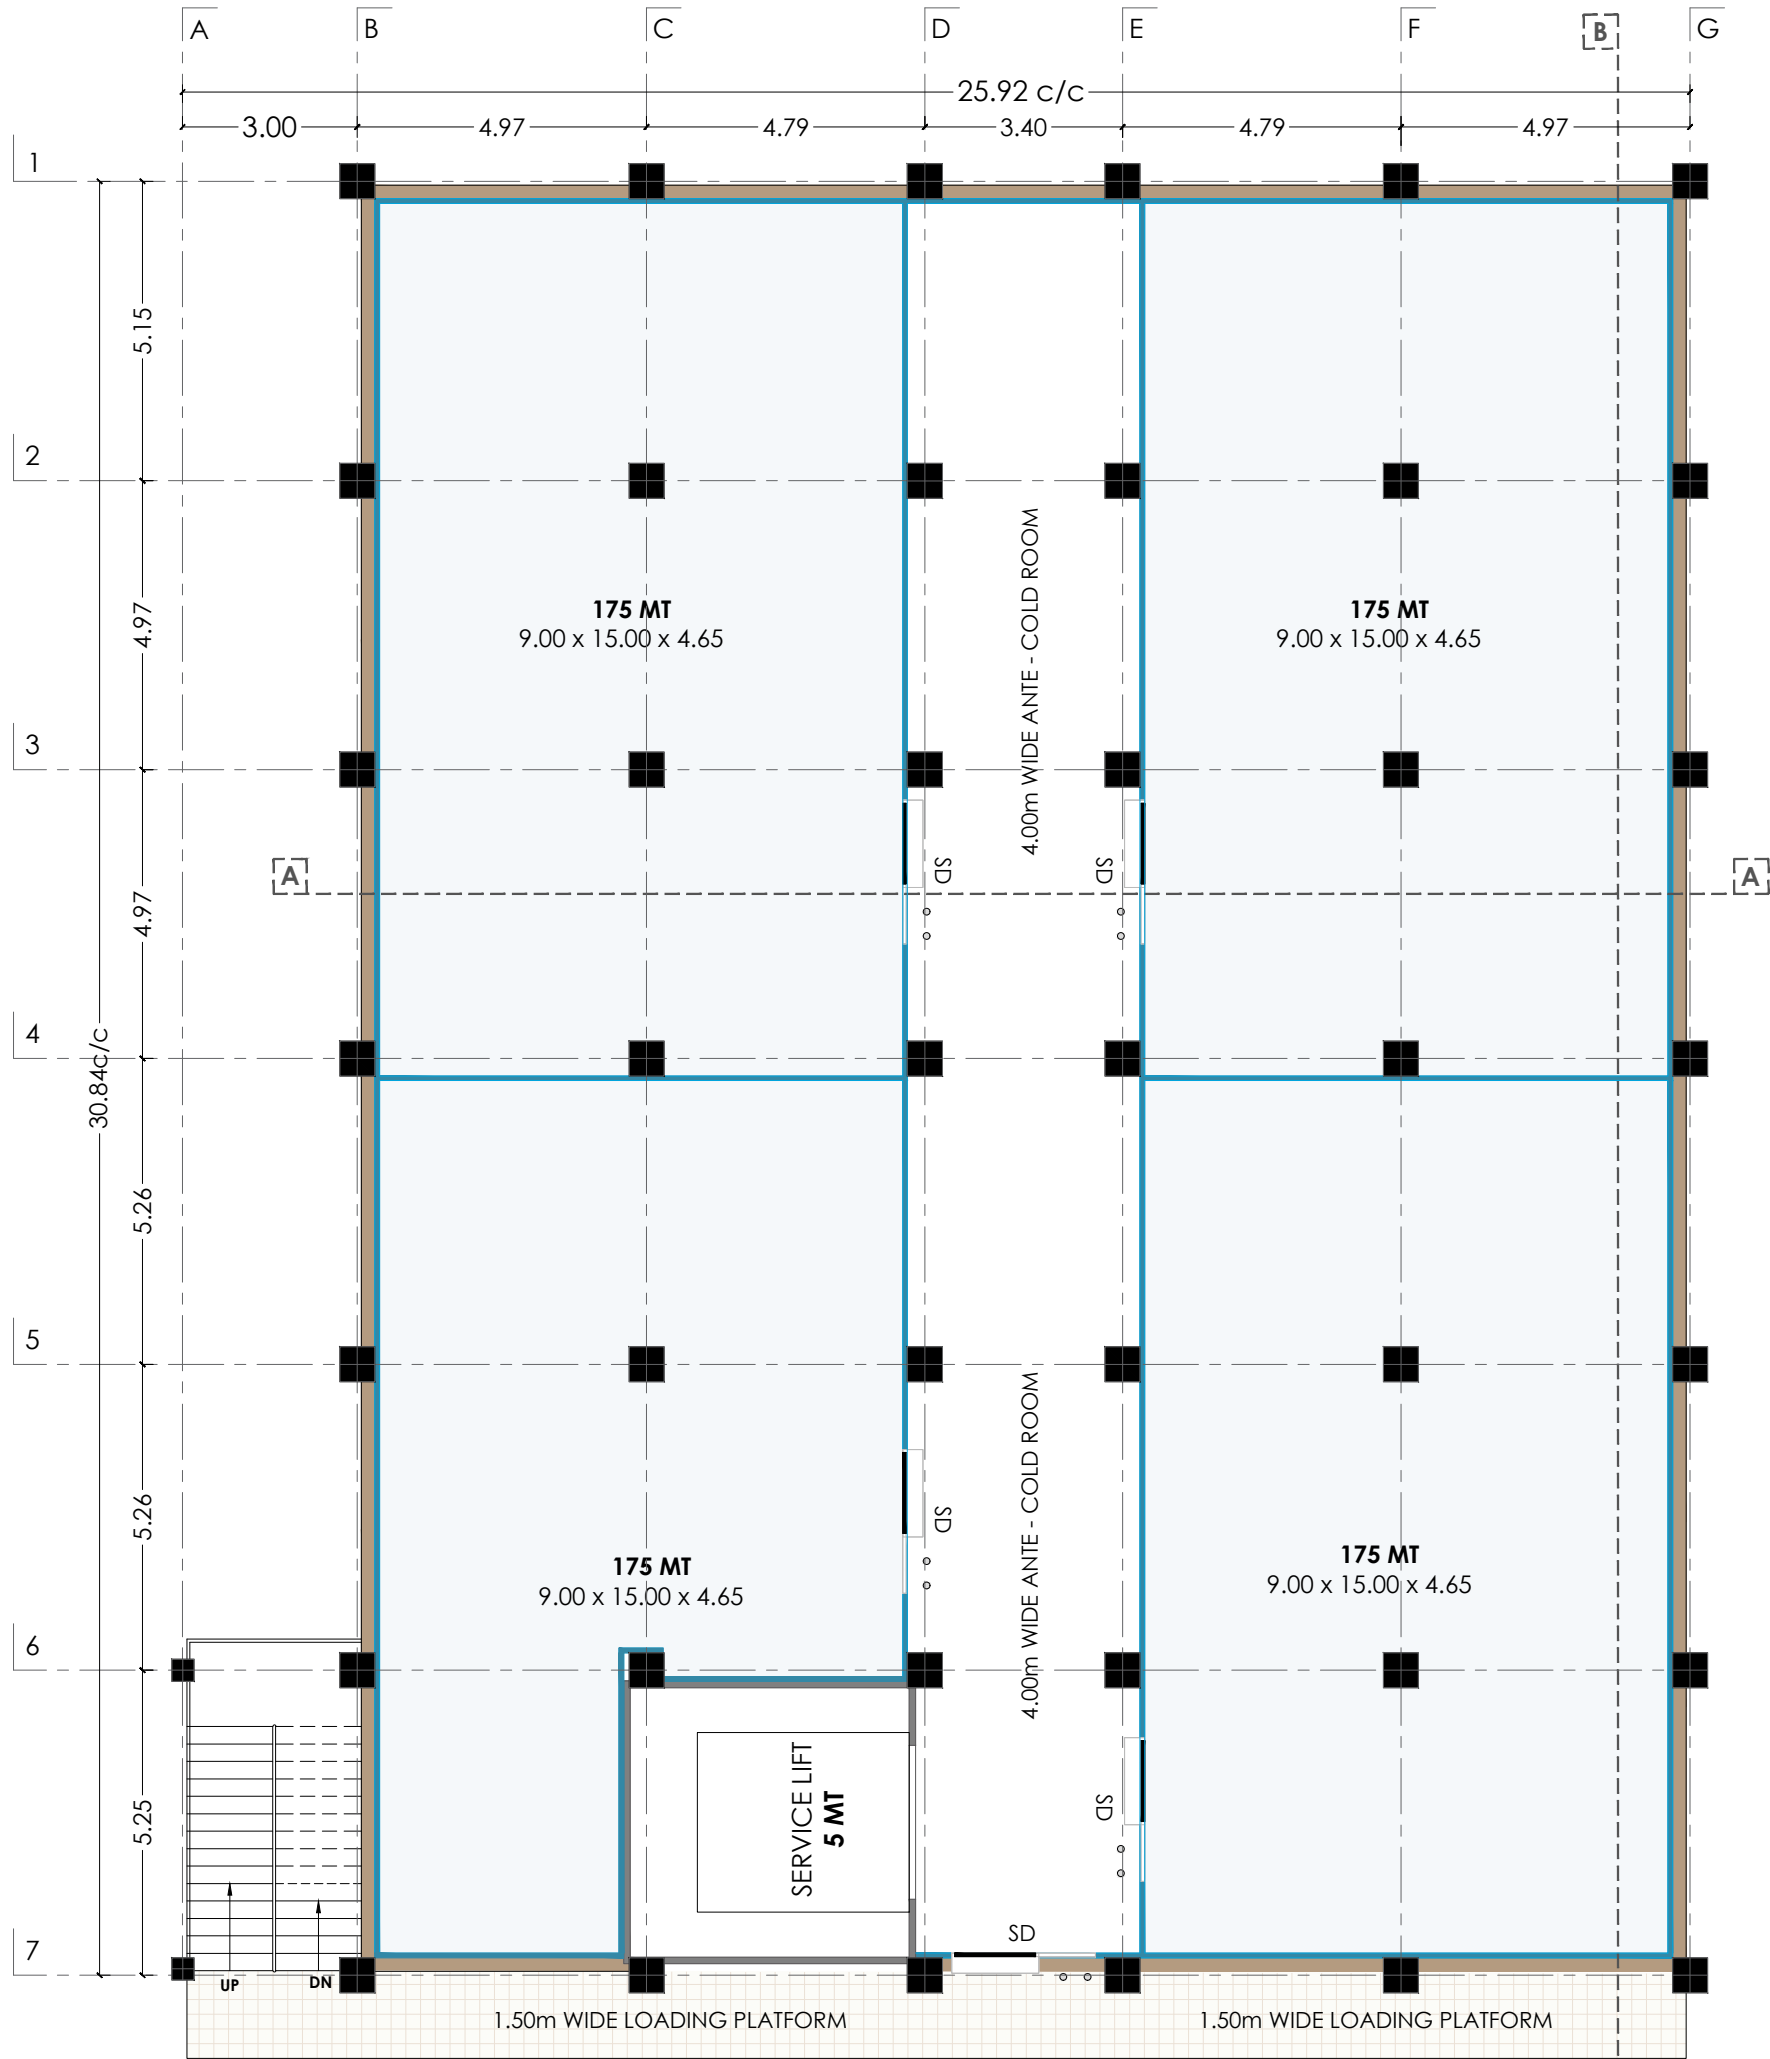 A
B
C
D
E
F
B
G
25.92 c/c
3.00
4.97
4.79
3.40
4.79
4.97
1
5.15
2
4.00m WIDE ANTE - COLD ROOM
175 MT
9.00 x 15.00 x 4.65
175 MT
9.00 x 15.00 x 4.65
4.97
3
SD
SD
A
A
4.97
4
30.84c/c
5.26
5
4.00m WIDE ANTE - COLD ROOM
5.26
SD
175 MT
9.00 x 15.00 x 4.65
175 MT
9.00 x 15.00 x 4.65
6
5.25
SERVICE LIFT
5 MT
SD
SD
7
UP
DN
1.50m WIDE LOADING PLATFORM
1.50m WIDE LOADING PLATFORM